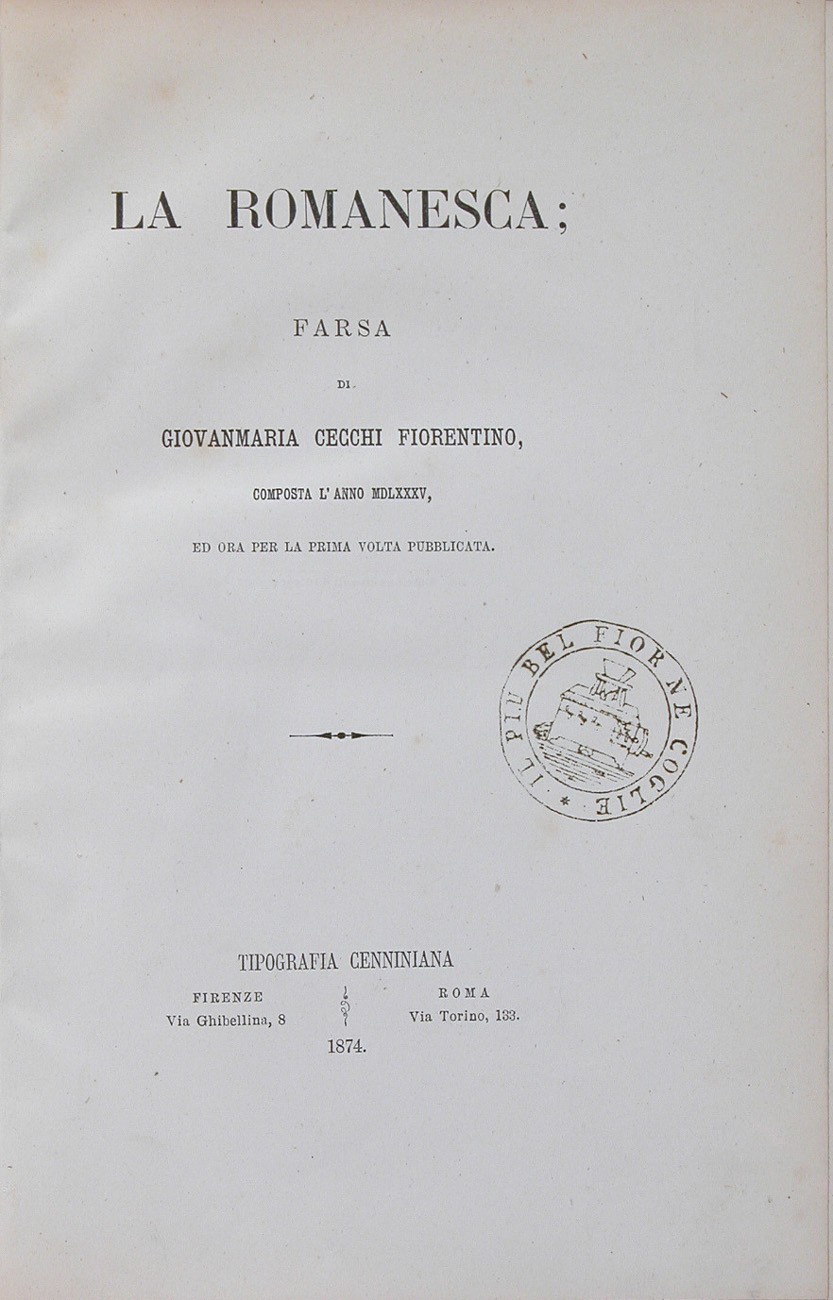 LA ROMANESCA;
FARSA
DI
GIOVANMARIA CECCHI FIORENTINO,
COMPOSTA L' ANNO MDLXXXV,
ED ORA PER LA PRIMA VOLTA PUBBLICATA.
IL PIU BEL FIOR NE COGLIE
TIPOGRAFIA CENNINIANA
FIRENZE
Via Ghibellina, 8
ROMA
Via Torino, 133.
1874.